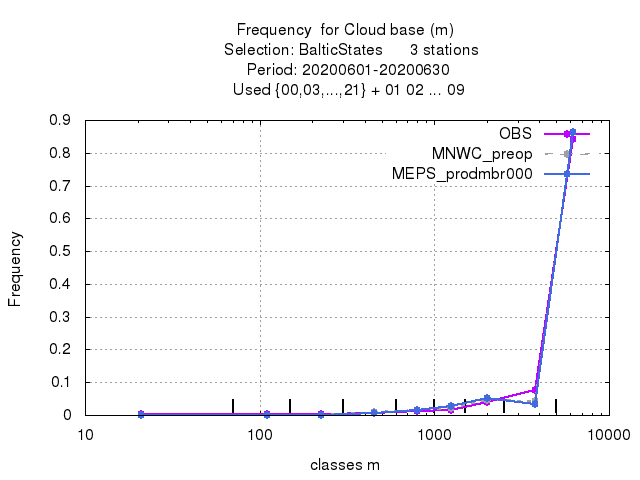 Frequency for Cloud base (m)
Selection: BalticStates 3 stations
Period: 20200601-20200630
Used {00,03,...,21} + 01 02 ... 09
0.9
0.8
0.7
0.6
0.5
0.4
0.3
0.2
0.1
0
OBS
MNWC_preop
MEPS_prodmbr000
Frequency
10 100 1000 10000
classes m